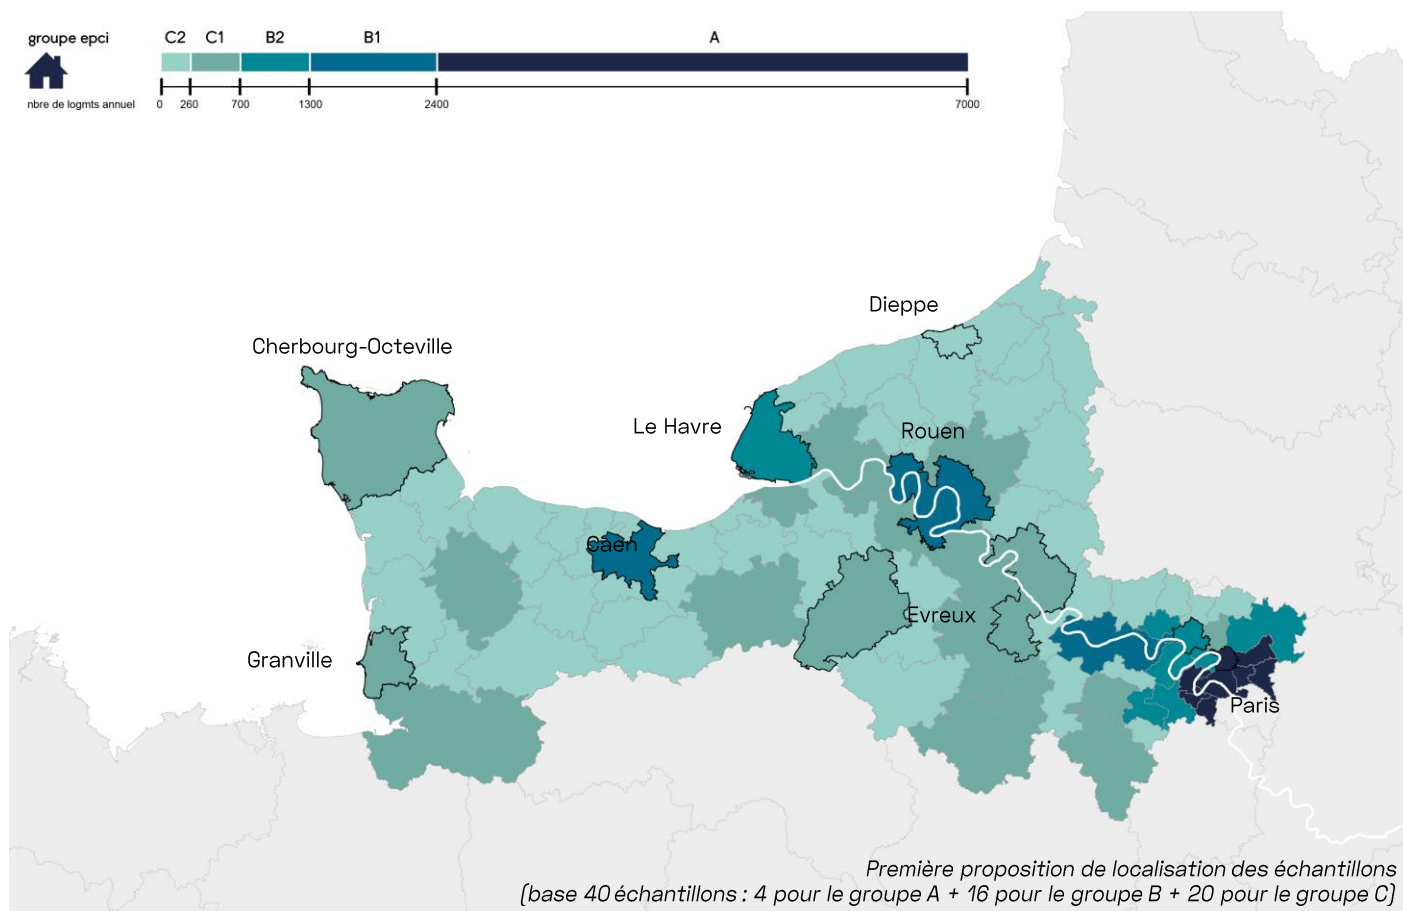 groupe epci
C2 C1 B2 B1 A
nbre de logmts annuel
0 260 700 1300 2400 7000
Dieppe
Cherbourg-Octeville
Le Havre
Rouen
Caen
Evreux
Granville
Paris
Première proposition de localisation des échantillons
(base 40 échantillons : 4 pour le groupe A + 16 pour le groupe B + 20 pour le groupe C)